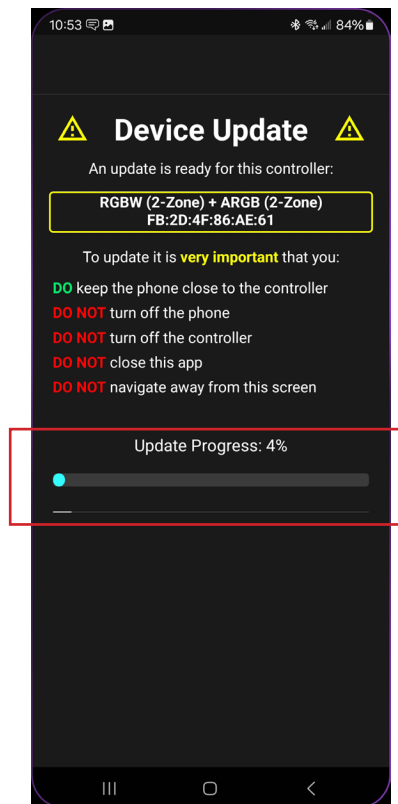 10:53 84%
Device Update
An update is ready for this controller:
RGBW (2-Zone) + ARGB (2-Zone)
FB:2D:4F:86:AE:61
To update it is very important that you:
DO keep the phone close to the controller
DO NOT turn off the phone
DO NOT turn off the controller
DO NOT close this app
DO NOT navigate away from this screen
Update Progress: 4%